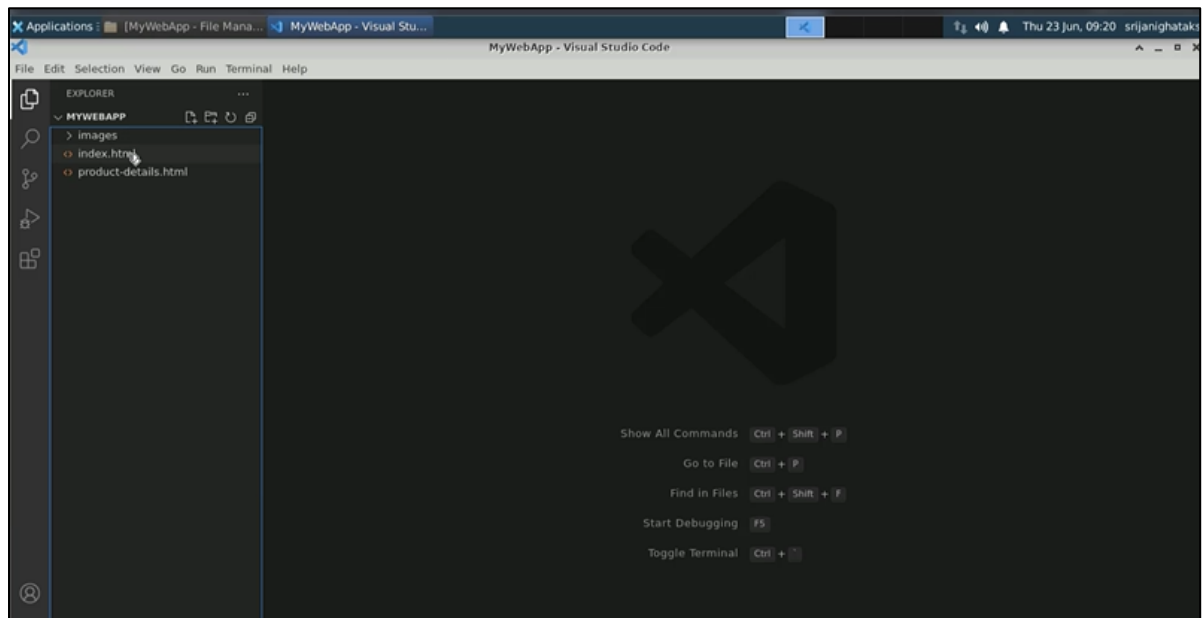 Applications : [MyWebApp - File Mana... MyWebApp - Visual Stu... Thu 23 Jun, 09:20 srijanighataks
MyWebApp - Visual Studio Code
File Edit Selection View Go Run Terminal Help
EXPLORER ...
MYWEBAPP
> images
<> index.html
<> product-details.html
Show All Commands Ctrl + Shift + P
Go to File Ctrl + P
Find in Files Ctrl + Shift + F
Start Debugging F5
Toggle Terminal Ctrl + `